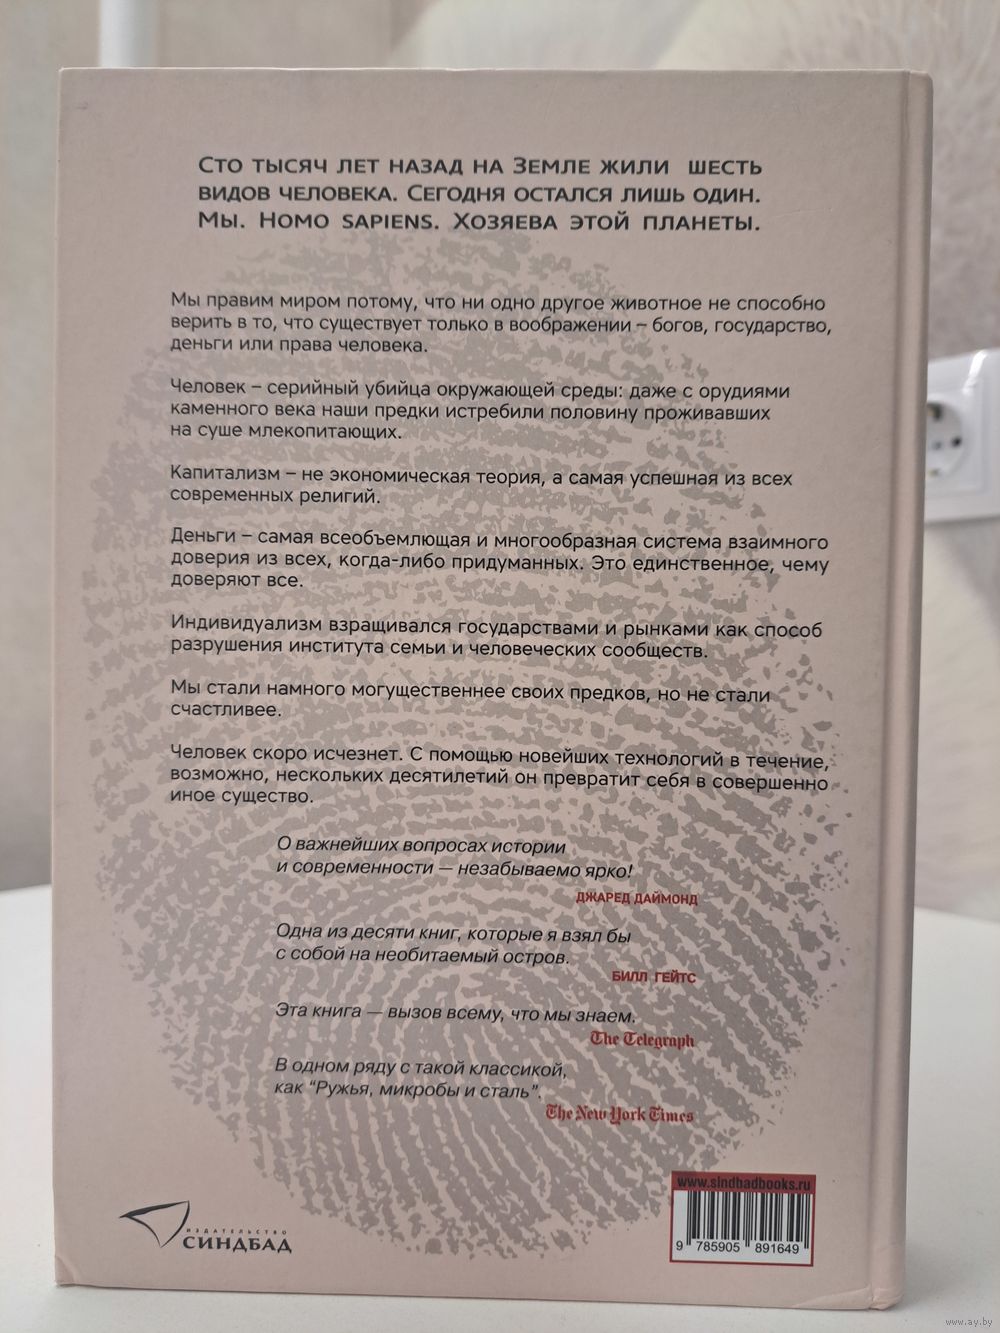 Сто тысяч лет назад на Земле жили шесть
видов человека. Сегодня остался лишь один.
Мы. Homo sapiens. Хозяева этой планеты.
Мы правим миром потому, что ни одно другое животное не способно
верить в то, что существует только в воображении – богов, государство,
деньги или права человека.
Человек – серийный убийца окружающей среды: даже с орудиями
каменного века наши предки истребили половину проживавших
на суше млекопитающих.
Капитализм – не экономическая теория, а самая успешная из всех
современных религий.
Деньги – самая всеобъемлющая и многообразная система взаимного
доверия из всех, когда-либо придуманных. Это единственное, чему
доверяют все.
Индивидуализм взращивался государствами и рынками как способ
разрушения института семьи и человеческих сообществ.
Мы стали намного могущественнее своих предков, но не стали
счастливее.
Человек скоро исчезнет. С помощью новейших технологий в течение,
возможно, нескольких десятилетий он превратит себя в совершенно
иное существо.
О важнейших вопросах истории
и современности — незабываемо ярко!
ДЖАРЕД ДАЙМОНД
Одна из десяти книг, которые я взял бы
с собой на необитаемый остров.
БИЛЛ ГЕЙТС
Эта книга — вызов всему, что мы знаем.
The Telegraph
В одном ряду с такой классикой,
как "Ружья, микробы и сталь".
The New York Times
www.sindbadbooks.ru
ИЗДАТЕЛЬСТВО
СИНДБАД
9 785905 891649
www.ay.by